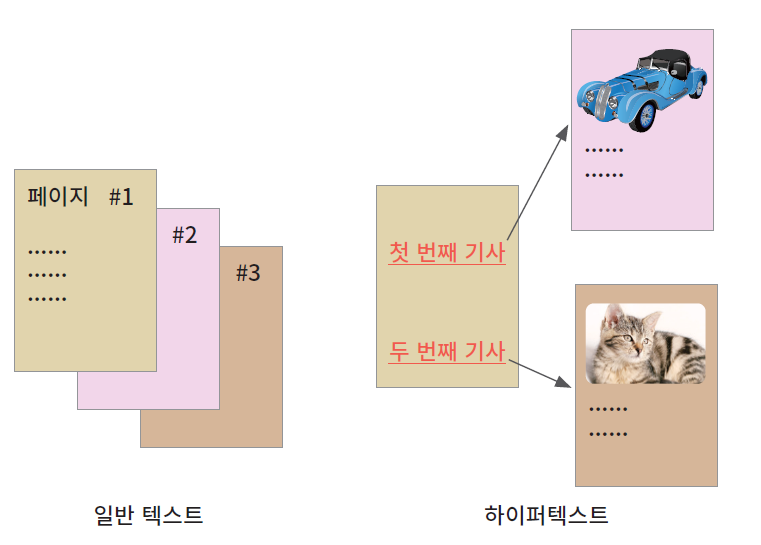 페이지 #1
......
......
......
#2
#3
일반 텍스트
첫 번째 기사
두 번째 기사
......
......
......
......
하이퍼텍스트